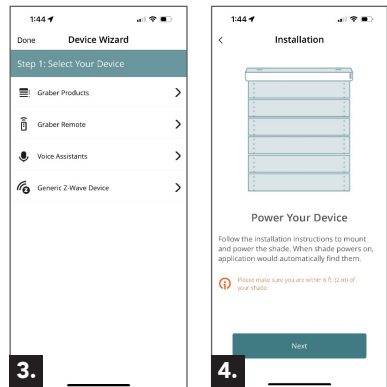 1:44
Done Device Wizard
Step 1: Select Your Device
Graber Products
Graber Remote
Voice Assistants
Generic Z-Wave Device
3.
1:44
Installation
Power Your Device
Follow the installation instructions to mount
and power the shade. When shade powers on,
application would automatically find them.
Please make sure you are within 6 ft. (2 m) of
your shade.
Next
4.